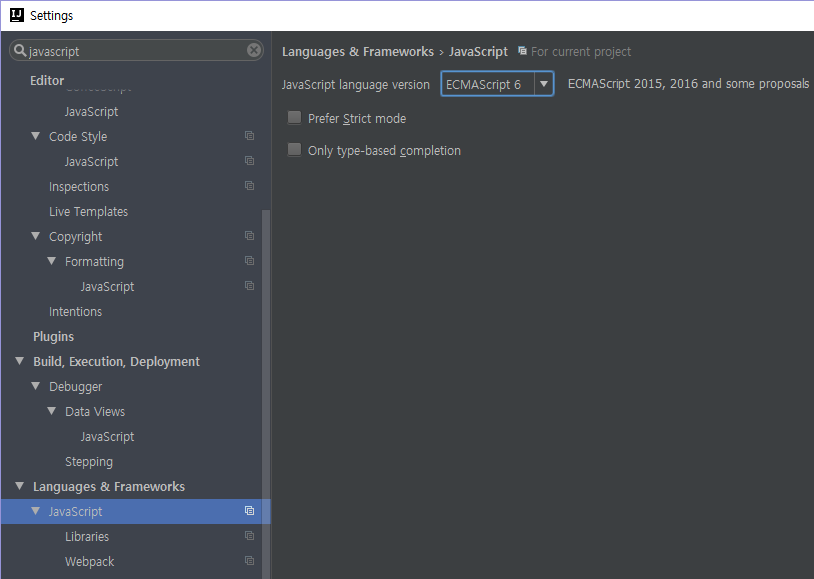 IJ Settings
javascript
Editor
JavaScript
Code Style
JavaScript
Inspections
Live Templates
Copyright
Formatting
JavaScript
Intentions
Plugins
Build, Execution, Deployment
Debugger
Data Views
JavaScript
Stepping
Languages & Frameworks
JavaScript
Libraries
Webpack
Languages & Frameworks › JavaScript For current project
JavaScript language version ECMAScript 6 ECMAScript 2015, 2016 and some proposals
Prefer Strict mode
Only type-based completion